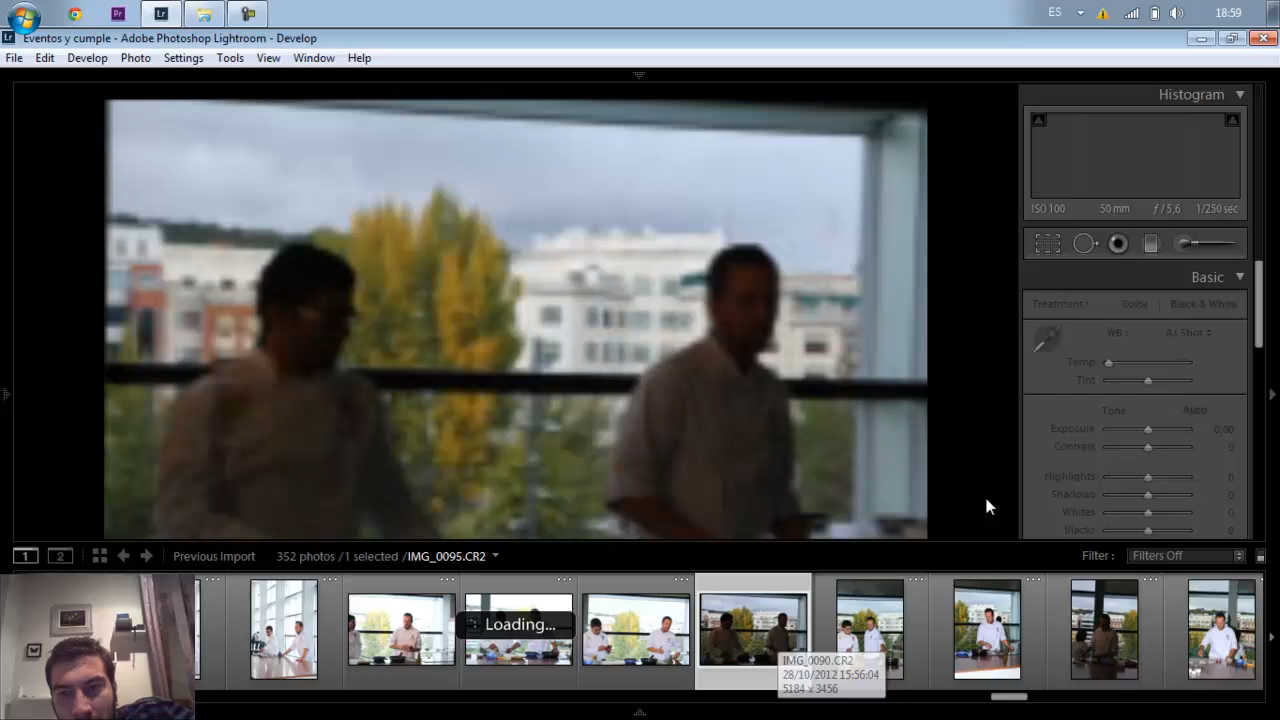 Pr
Lr
ES
18:59
Lr
Eventos y cumple - Adobe Photoshop Lightroom - Develop
File Edit Develop Photo Settings Tools View Window Help
Histogram
ISO 100 50 mm ƒ / 5,6 1/250 sec
Basic
Treatment : Color Black & White
WB : As Shot
Temp
Tint
Tone Auto
Exposure 0,00
Contrast 0
Highlights 0
Shadows 0
Whites 0
Blacks 0
1 2 Previous Import 352 photos / 1 selected / IMG_0095.CR2 Filter : Filters Off
Loading...
IMG_0090.CR2
28/10/2012 15:56:04
5184 x 3456